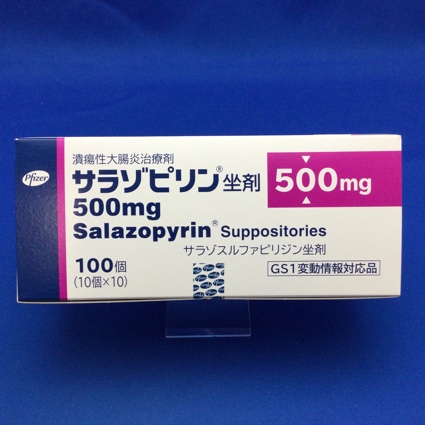 Pfizer
潰瘍性大腸炎治療剤
サラゾピリン®坐剤
500mg
500mg
Salazopyrin® Suppositories
サラゾスルファピリジン坐剤
100個
(10個×10)
GS1変動情報対応品